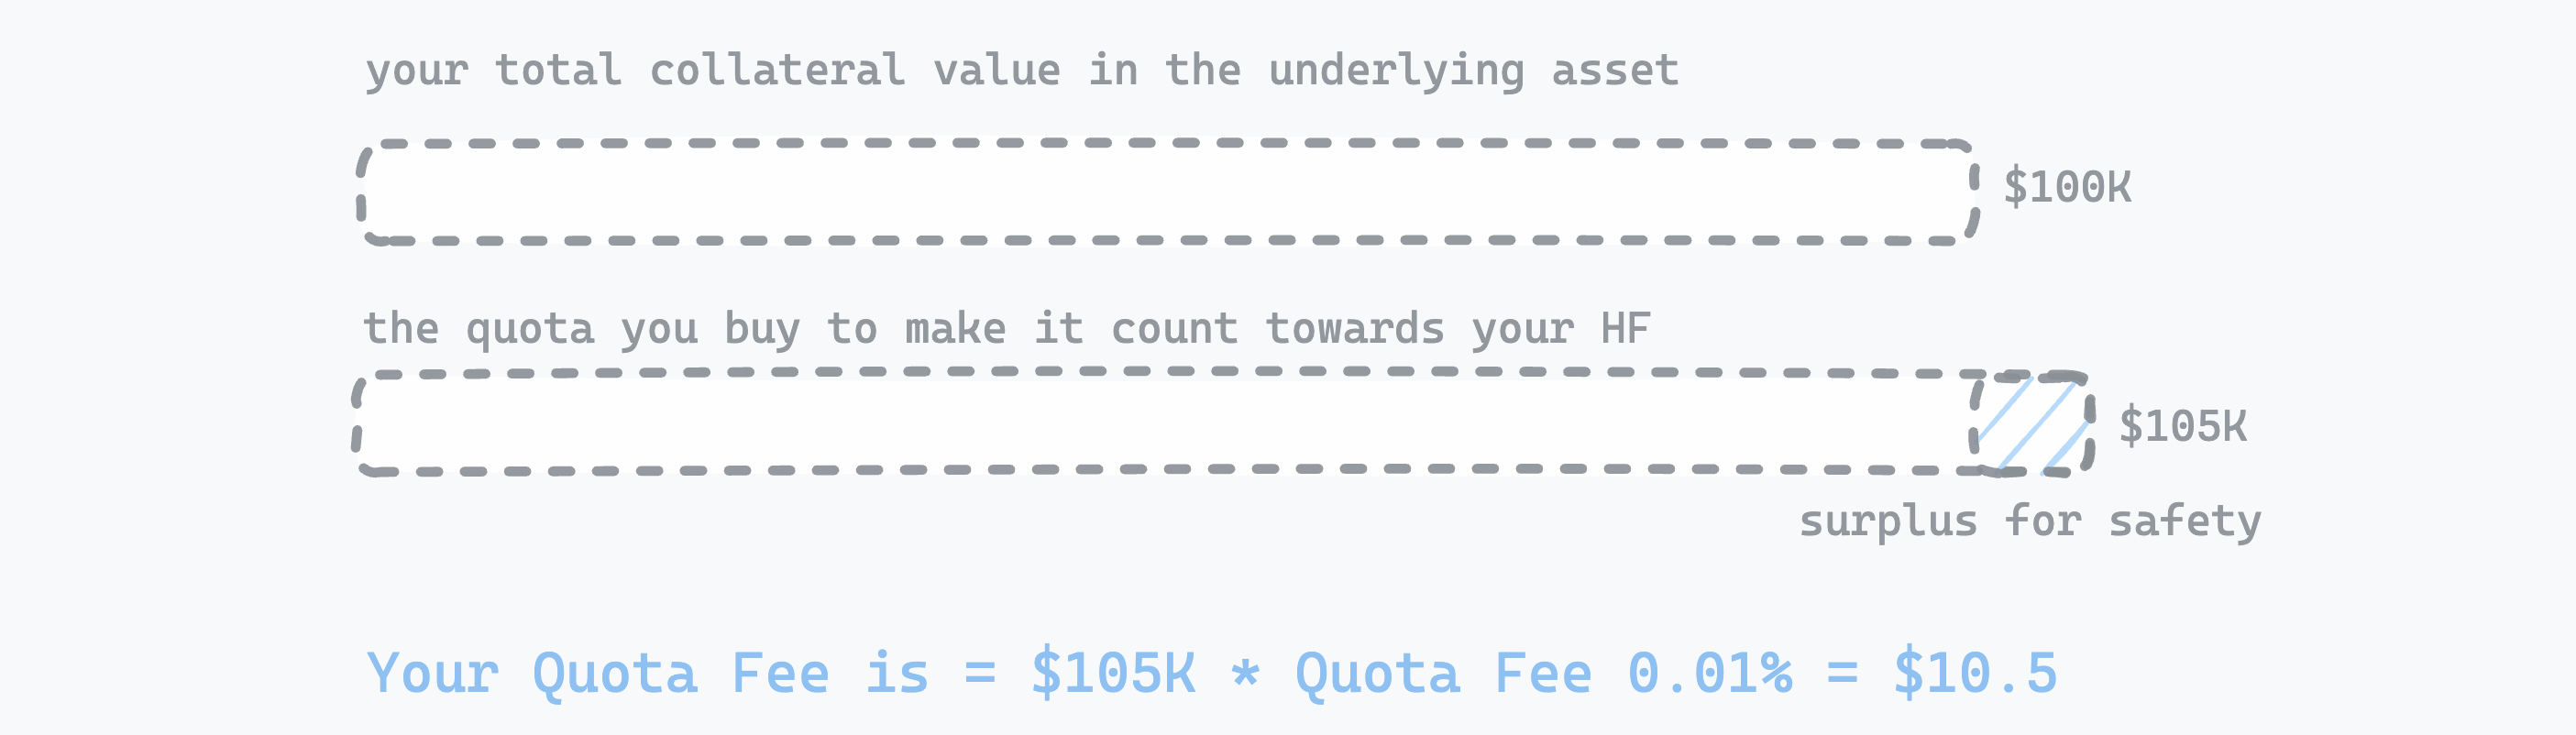 your total collateral value in the underlying asset
$100K
the quota you buy to make it count towards your HF
$105K
surplus for safety
Your Quota Fee is = $105K * Quota Fee 0.01% = $10.5